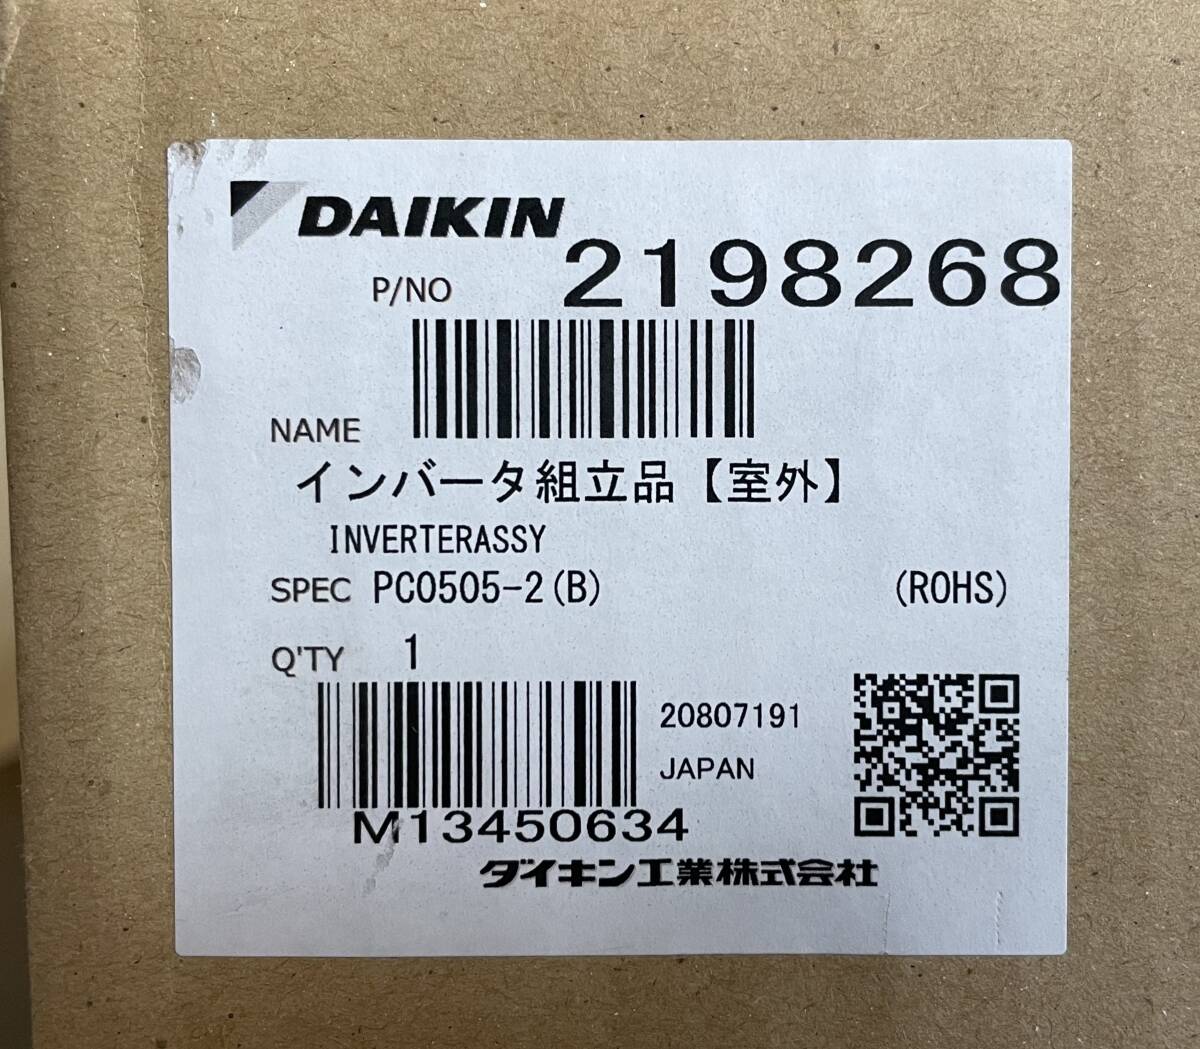 DAIKIN
P/NO 2198268
NAME
インバータ組立品【室外】
INVERTERASSY
SPEC PC0505-2(B) (ROHS)
Q'TY 1
20807191
JAPAN
M13450634
ダイキン工業株式会社